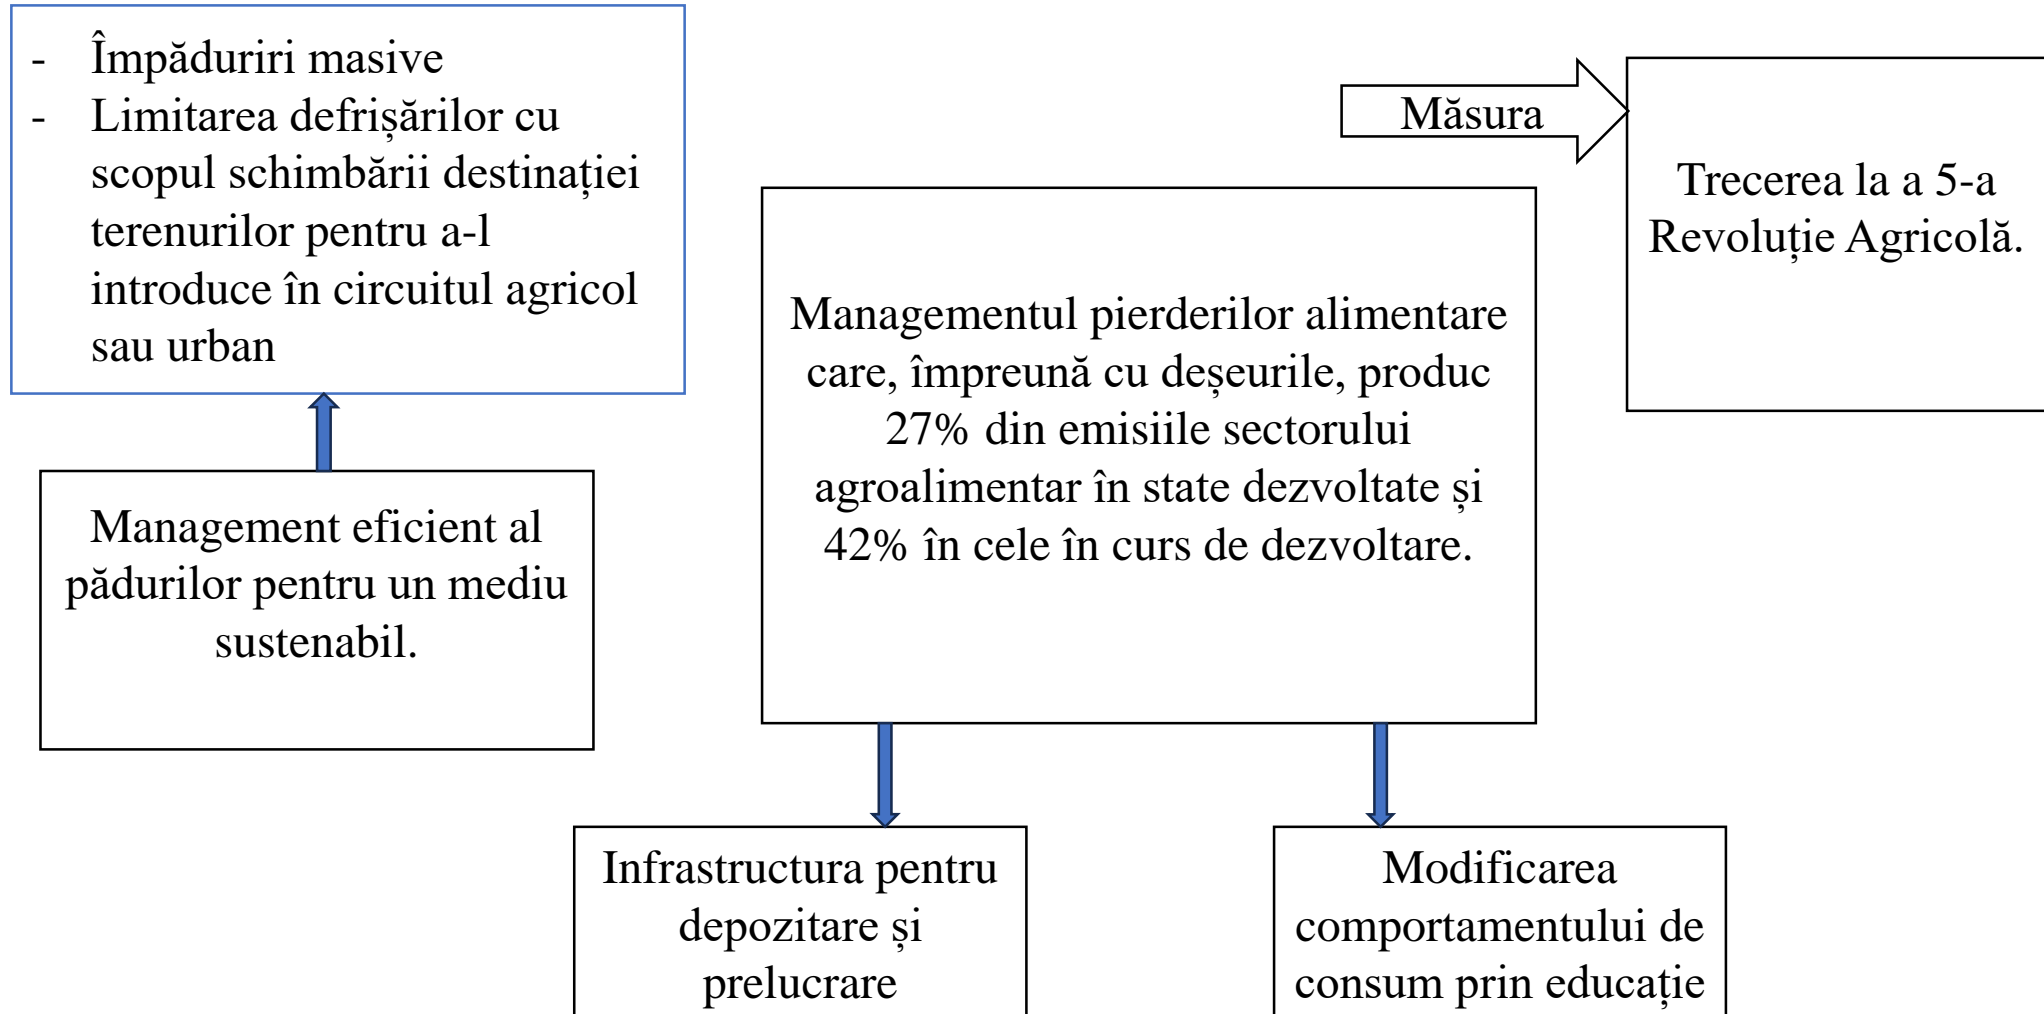 - Împăduriri masive
- Limitarea defrișărilor cu
scopul schimbării destinației
terenurilor pentru a-l
introduce în circuitul agricol
sau urban
Management eficient al
pădurilor pentru un mediu
sustenabil.
Măsura
Trecerea la a 5-a
Revoluție Agricolă.
Managementul pierderilor alimentare
care, împreună cu deșeurile, produc
27% din emisiile sectorului
agroalimentar în state dezvoltate și
42% în cele în curs de dezvoltare.
Infrastructura pentru
depozitare și
prelucrare
Modificarea
comportamentului de
consum prin educație